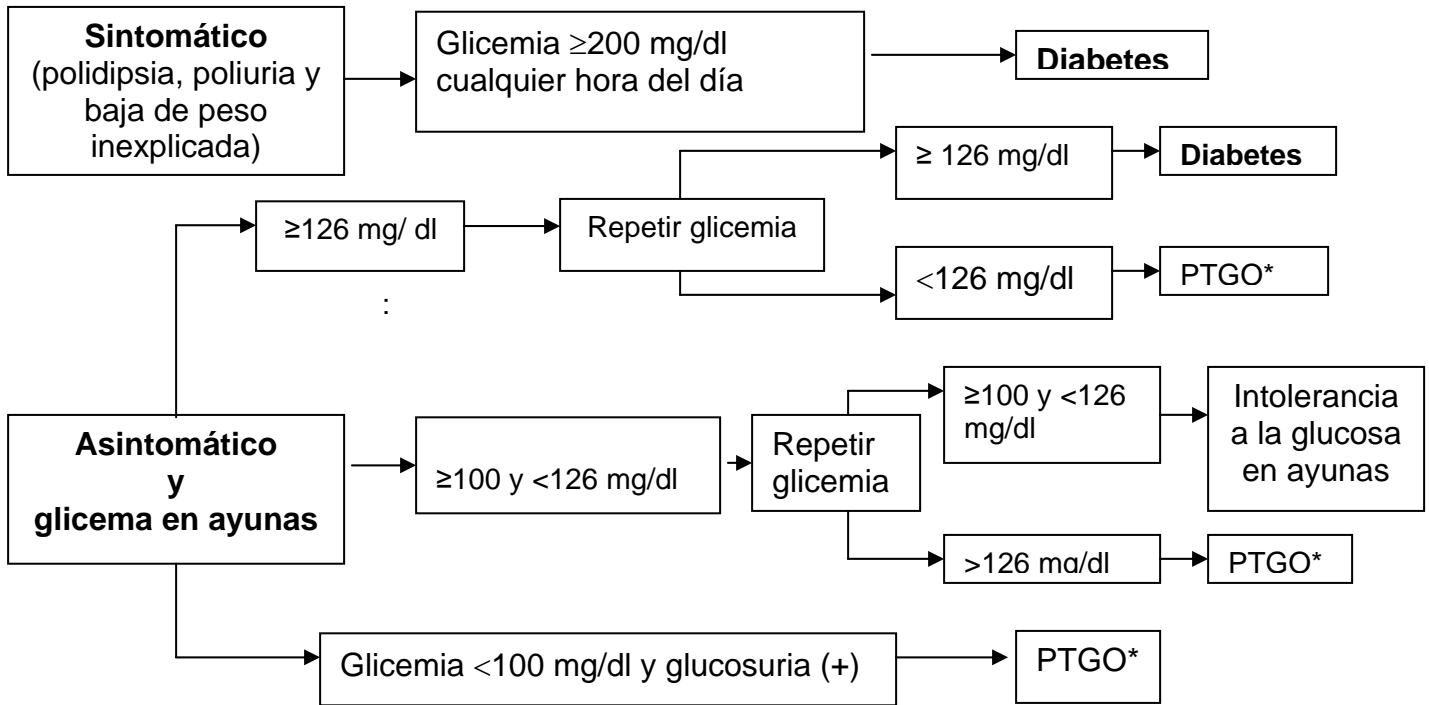 Sintomático
(polidipsia, poliuria y
baja de peso
inexplicada)
Glicemia ≥200 mg/dl
cualquier hora del día
Diabetes
≥126 mg/ dl
Repetir glicemia
≥ 126 mg/dl
Diabetes
<126 mg/dl
PTGO*
:
Asintomático
y
glicema en ayunas
≥100 y <126 mg/dl
Repetir
glicemia
≥100 y <126
mg/dl
Intolerancia
a la glucosa
en ayunas
>126 mg/dl
PTGO*
Glicemia <100 mg/dl y glucosuria (+)
PTGO*